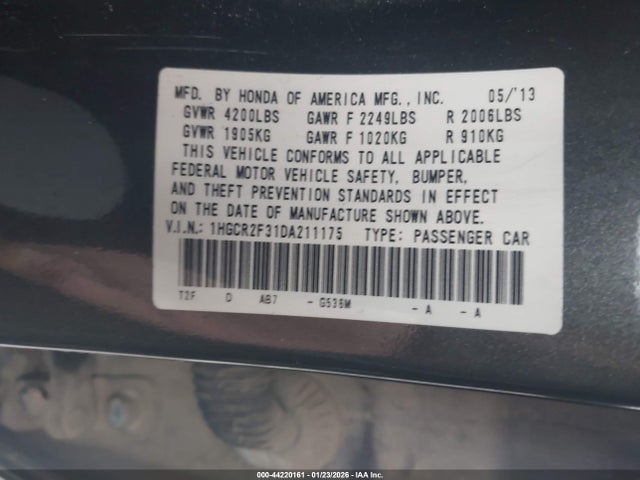 MFD. BY HONDA OF AMERICA MFG., INC. 05/'13
GVWR 4200LBS GAWR F 2249LBS R 2006LBS
GVWR 1905KG GAWR F 1020KG R 910KG
THIS VEHICLE CONFORMS TO ALL APPLICABLE
FEDERAL MOTOR VEHICLE SAFETY, BUMPER,
AND THEFT PREVENTION STANDARDS IN EFFECT
ON THE DATE OF MANUFACTURE SHOWN ABOVE.
V.I.N.: 1HGCR2F31DA211175 TYPE: PASSENGER CAR
T2F D AB7 - G536M - A - A
000-44220161 - 01/23/2026 - IAA Inc.